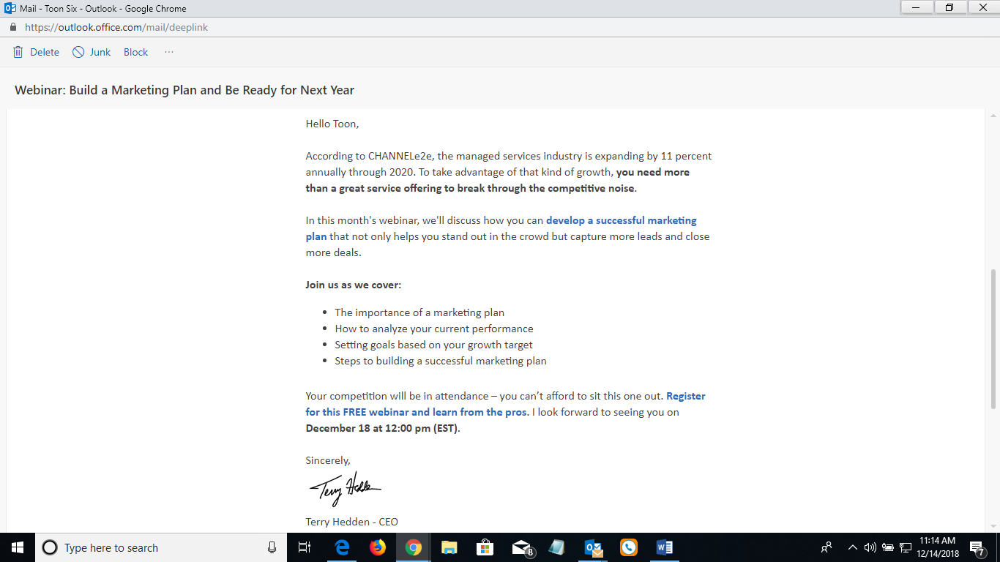 Mail - Toon Six - Outlook - Google Chrome
https://outlook.office.com/mail/deeplink
Delete Junk Block ...
Webinar: Build a Marketing Plan and Be Ready for Next Year
Hello Toon,
According to CHANNELe2e, the managed services industry is expanding by 11 percent
annually through 2020. To take advantage of that kind of growth, you need more
than a great service offering to break through the competitive noise.
In this month's webinar, we'll discuss how you can develop a successful marketing
plan that not only helps you stand out in the crowd but capture more leads and close
more deals.
Join us as we cover:
• The importance of a marketing plan
• How to analyze your current performance
• Setting goals based on your growth target
• Steps to building a successful marketing plan
Your competition will be in attendance – you can’t afford to sit this one out. Register
for this FREE webinar and learn from the pros. I look forward to seeing you on
December 18 at 12:00 pm (EST).
Sincerely,
Terry Hedden
Terry Hedden - CEO
Type here to search
8
11:14 AM
12/14/2018
7